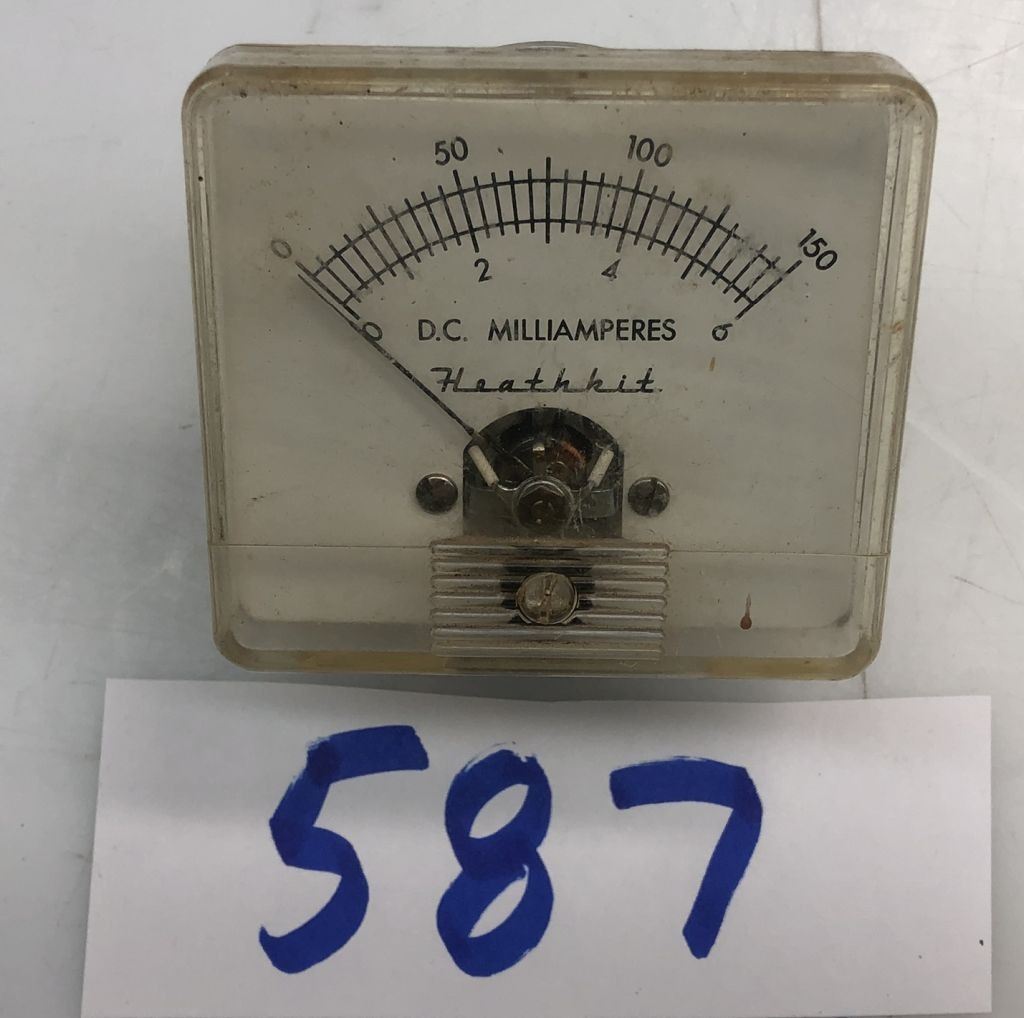 50 100
0 150
2 4
0 D.C. MILLIAMPERES 6
Heathkit
587